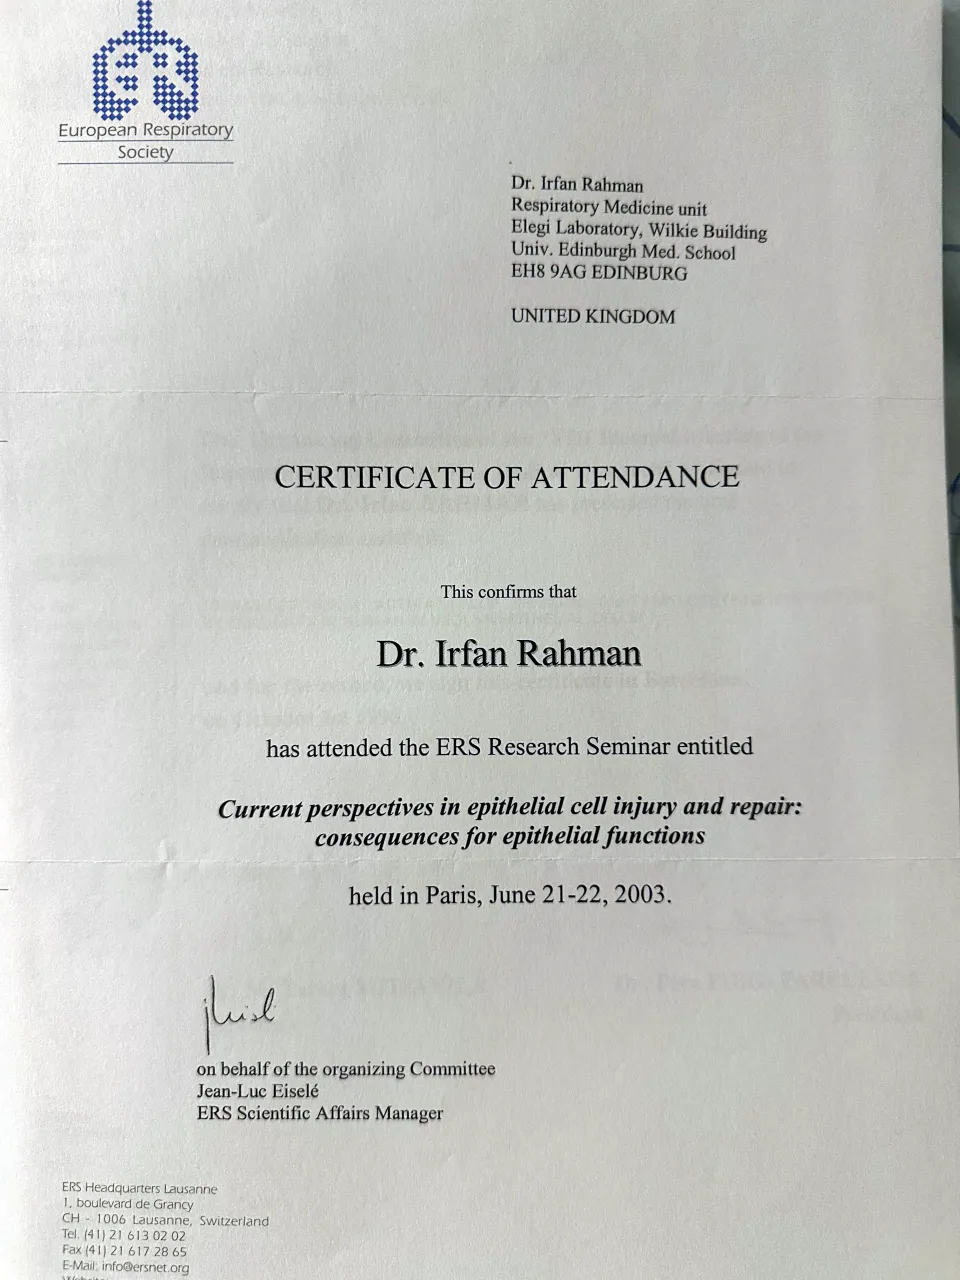 ERS
European Respiratory
Society
Dr. Irfan Rahman
Respiratory Medicine unit
Elegi Laboratory, Wilkie Building
Univ. Edinburgh Med. School
EH8 9AG EDINBURG
UNITED KINGDOM
CERTIFICATE OF ATTENDANCE
This confirms that
Dr. Irfan Rahman
has attended the ERS Research Seminar entitled
Current perspectives in epithelial cell injury and repair:
consequences for epithelial functions
held in Paris, June 21-22, 2003.
on behalf of the organizing Committee
Jean-Luc Eiselé
ERS Scientific Affairs Manager
ERS Headquarters Lausanne
1, boulevard de Grancy
CH - 1006 Lausanne, Switzerland
Tel. (41) 21 613 02 02
Fax (41) 21 617 28 65
E-Mail: info@ersnet.org